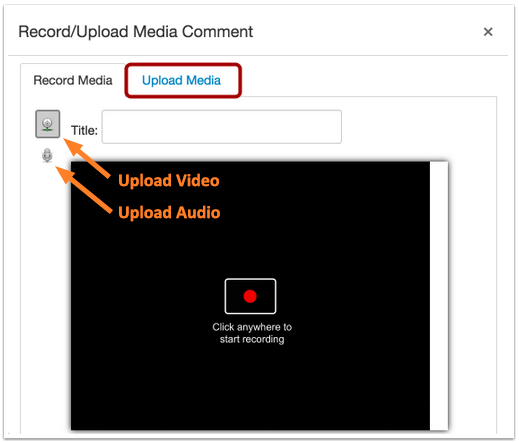 Record/Upload Media Comment ×
Record Media Upload Media
Title:
Upload Video
Upload Audio
Click anywhere to
start recording